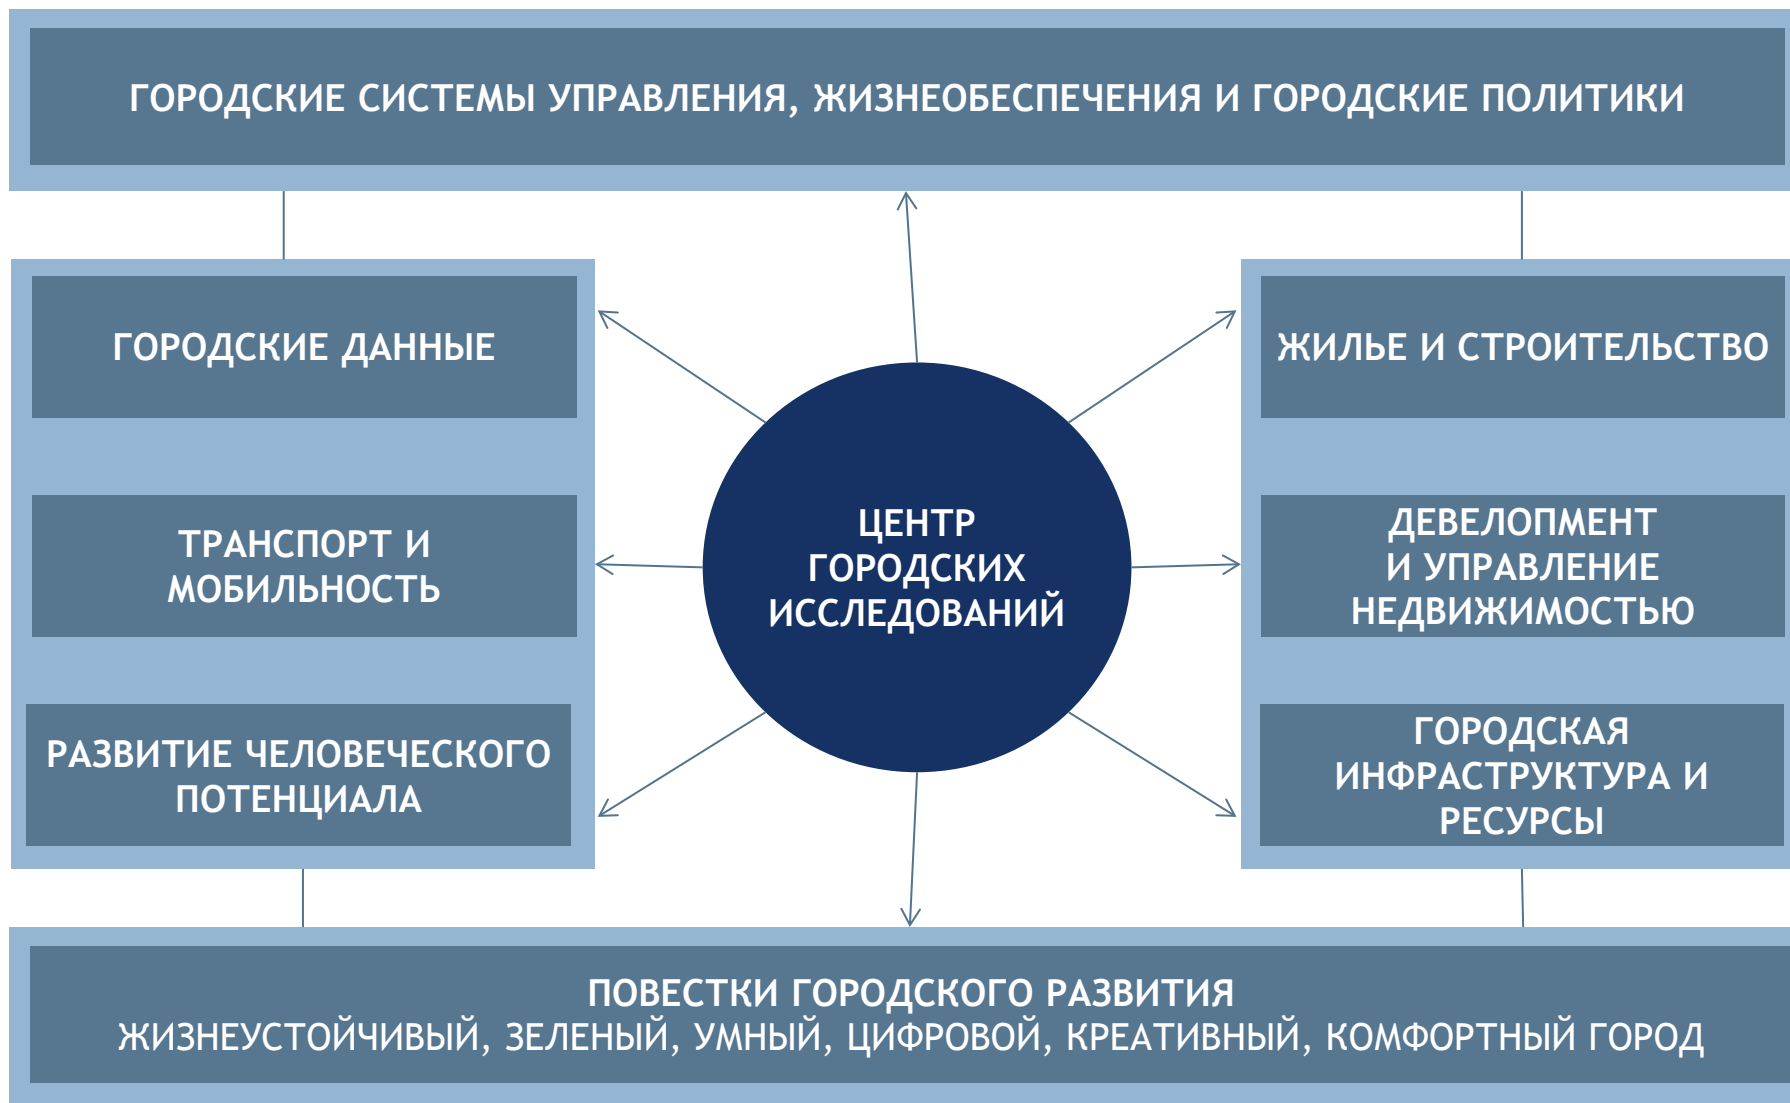 ГОРОДСКИЕ СИСТЕМЫ УПРАВЛЕНИЯ, ЖИЗНЕОБЕСПЕЧЕНИЯ И ГОРОДСКИЕ ПОЛИТИКИ
ГОРОДСКИЕ ДАННЫЕ
ТРАНСПОРТ И
МОБИЛЬНОСТЬ
РАЗВИТИЕ ЧЕЛОВЕЧЕСКОГО
ПОТЕНЦИАЛА
ЦЕНТР
ГОРОДСКИХ
ИССЛЕДОВАНИЙ
ЖИЛЬЕ И СТРОИТЕЛЬСТВО
ДЕВЕЛОПМЕНТ
И УПРАВЛЕНИЕ
НЕДВИЖИМОСТЬЮ
ГОРОДСКАЯ
ИНФРАСТРУКТУРА И
РЕСУРСЫ
ПОВЕСТКИ ГОРОДСКОГО РАЗВИТИЯ
ЖИЗНЕУСТОЙЧИВЫЙ, ЗЕЛЕНЫЙ, УМНЫЙ, ЦИФРОВОЙ, КРЕАТИВНЫЙ, КОМФОРТНЫЙ ГОРОД